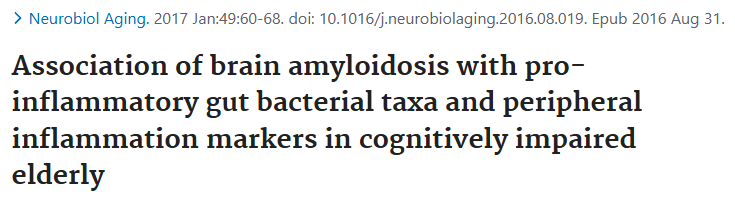 > Neurobiol Aging. 2017 Jan:49:60-68. doi: 10.1016/j.neurobiolaging.2016.08.019. Epub 2016 Aug 31.
Association of brain amyloidosis with pro-
inflammatory gut bacterial taxa and peripheral
inflammation markers in cognitively impaired
elderly